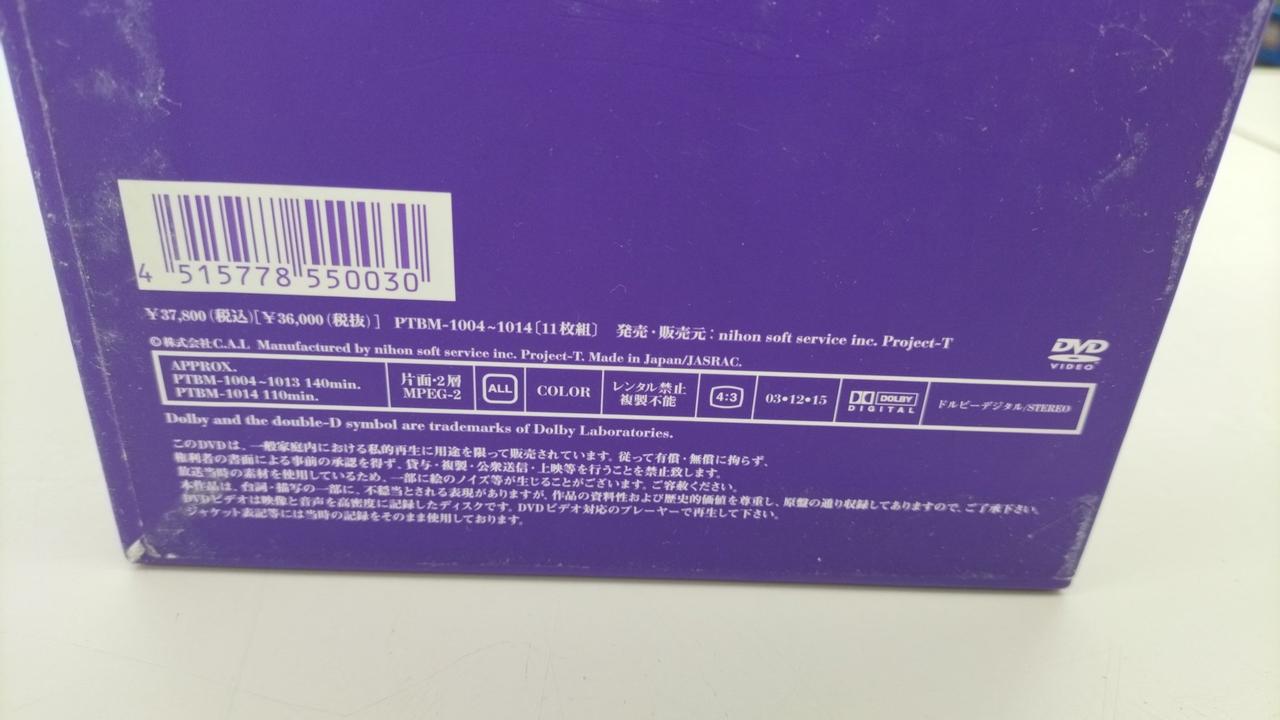 4 515778 550030
￥37,800(税込)[￥36,000(税抜)] PTBM-1004~1014〔11枚組〕 発売・販売元：nihon soft service inc. Project-T
©株式会社C.A.L Manufactured by nihon soft service inc. Project-T. Made in Japan/JASRAC.
DVD
VIDEO
APPROX.
PTBM-1004~1013 140min.
PTBM-1014 110min.
片面・2層
MPEG-2
ALL
COLOR
レンタル禁止
複製不能
4:3
03•12•15
DOLBY
DIGITAL
ドルビーデジタル/STEREO
Dolby and the double-D symbol are trademarks of Dolby Laboratories.
このDVDは、一般家庭内における私的再生に用途を限って販売されています。従って有償・無償に拘らず、
権利者の書面による事前の承認を得ず、貸与・複製・公衆送信・上映等を行うことを禁止致します。
放送当時の素材を使用しているため、一部に絵のノイズ等が生じることがございます。ご容赦ください。
本作品は、台詞・描写の一部に、不穏当とされる表現がありますが、作品の資料性および歴史的価値を尊重し、原盤の通り収録してありますので、ご了承下さい。
DVDビデオは映像と音声を高密度に記録したディスクです。DVDビデオ対応のプレーヤーで再生して下さい。
ジャケット表記等には当時の記録をそのまま使用しております。